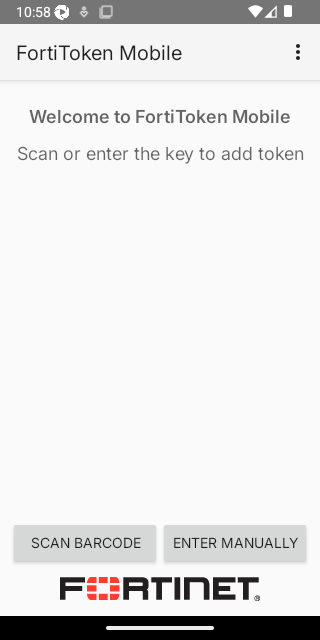 10:58
FortiToken Mobile
Welcome to FortiToken Mobile
Scan or enter the key to add token
SCAN BARCODE
ENTER MANUALLY
FORTINET®